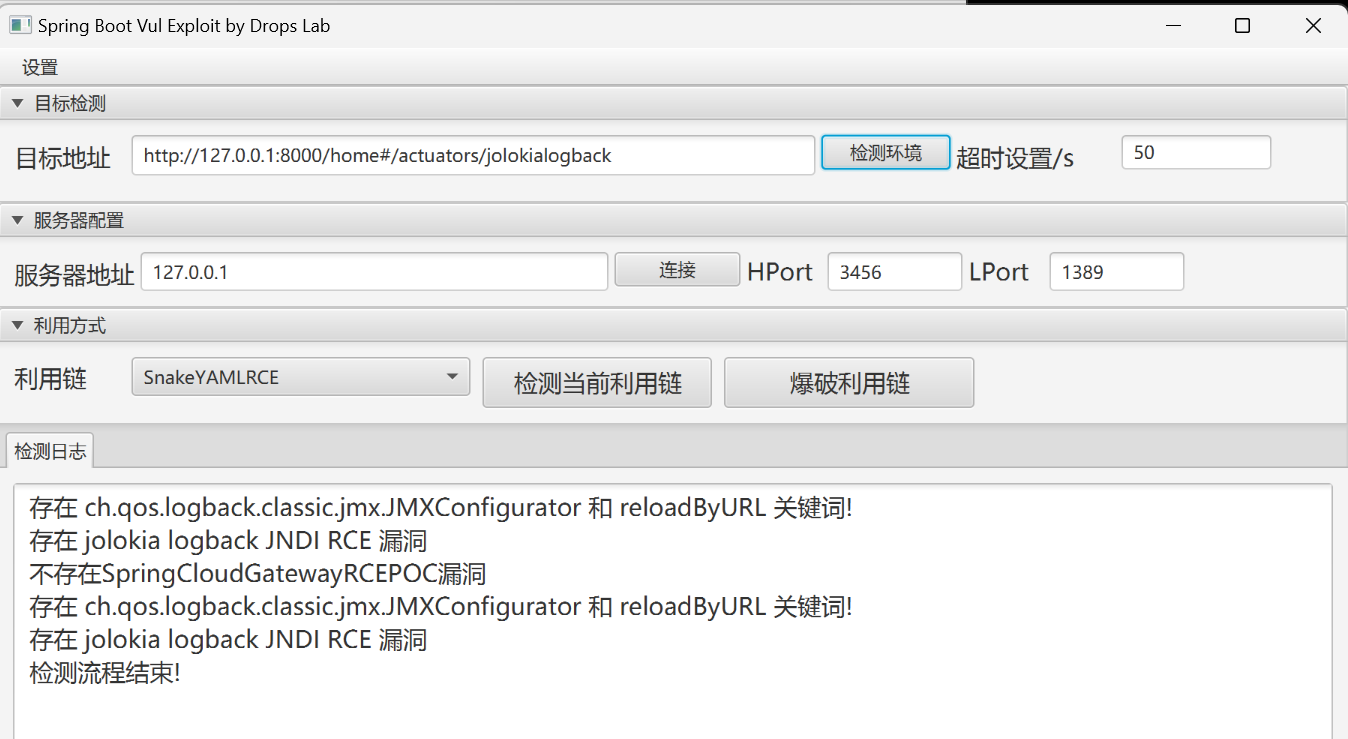 Spring Boot Vul Exploit by Drops Lab
设置
目标检测
目标地址 http://127.0.0.1:8000/home#/actuators/jolokialogback 检测环境 超时设置/s 50
服务器配置
服务器地址 127.0.0.1 连接 HPort 3456 LPort 1389
利用方式
利用链 SnakeYAMLRCE 检测当前利用链 爆破利用链
检测日志
存在 ch.qos.logback.classic.jmx.JMXConfigurator 和 reloadByURL 关键词!
存在 jolokia logback JNDI RCE 漏洞
不存在SpringCloudGatewayRCEPOC漏洞
存在 ch.qos.logback.classic.jmx.JMXConfigurator 和 reloadByURL 关键词!
存在 jolokia logback JNDI RCE 漏洞
检测流程结束!